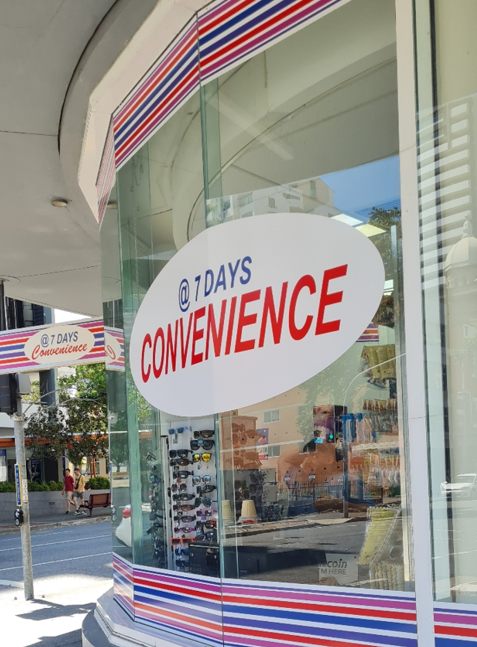 @ 7 DAYS
CONVENIENCE
@ 7 DAYS
Convenience